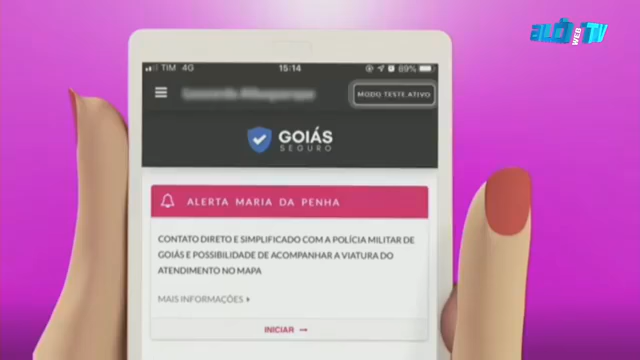 aLÔ WEB TV
TIM 4G 15:14 89%
MODO TESTE ATIVO
GOIÁS
SEGURO
ALERTA MARIA DA PENHA
CONTATO DIRETO E SIMPLIFICADO COM A POLÍCIA MILITAR DE
GOIÁS E POSSIBILIDADE DE ACOMPANHAR A VIATURA DO
ATENDIMENTO NO MAPA
MAIS INFORMAÇÕES
INICIAR